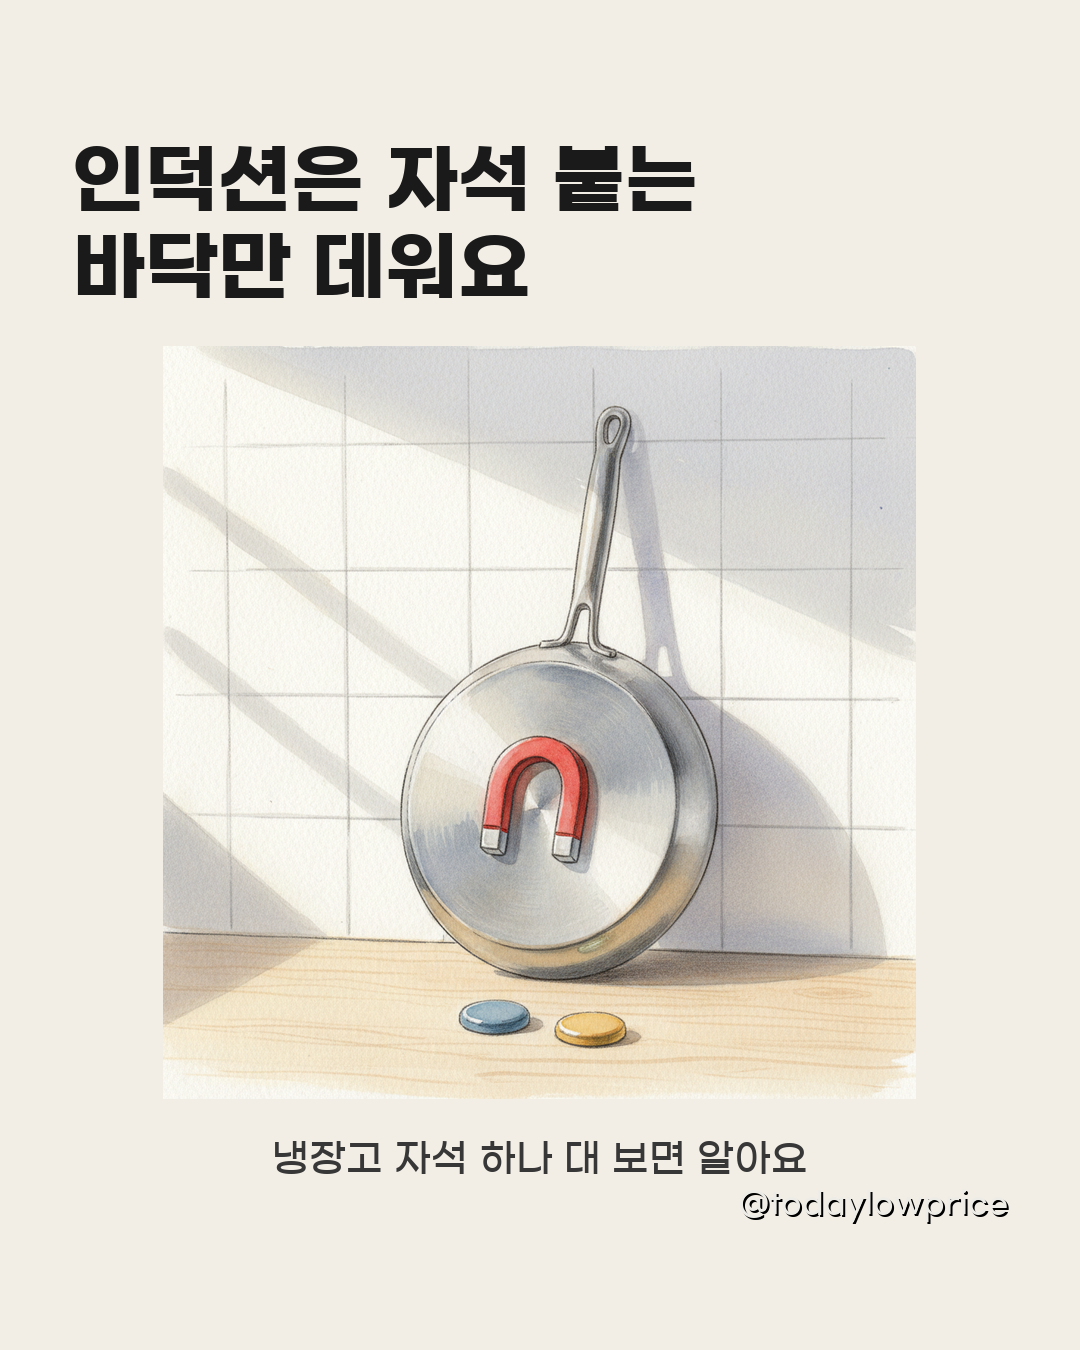 인덕션은 자석 붙는
바닥만 데워요
냉장고 자석 하나 대 보면 알아요
@todaylowprice